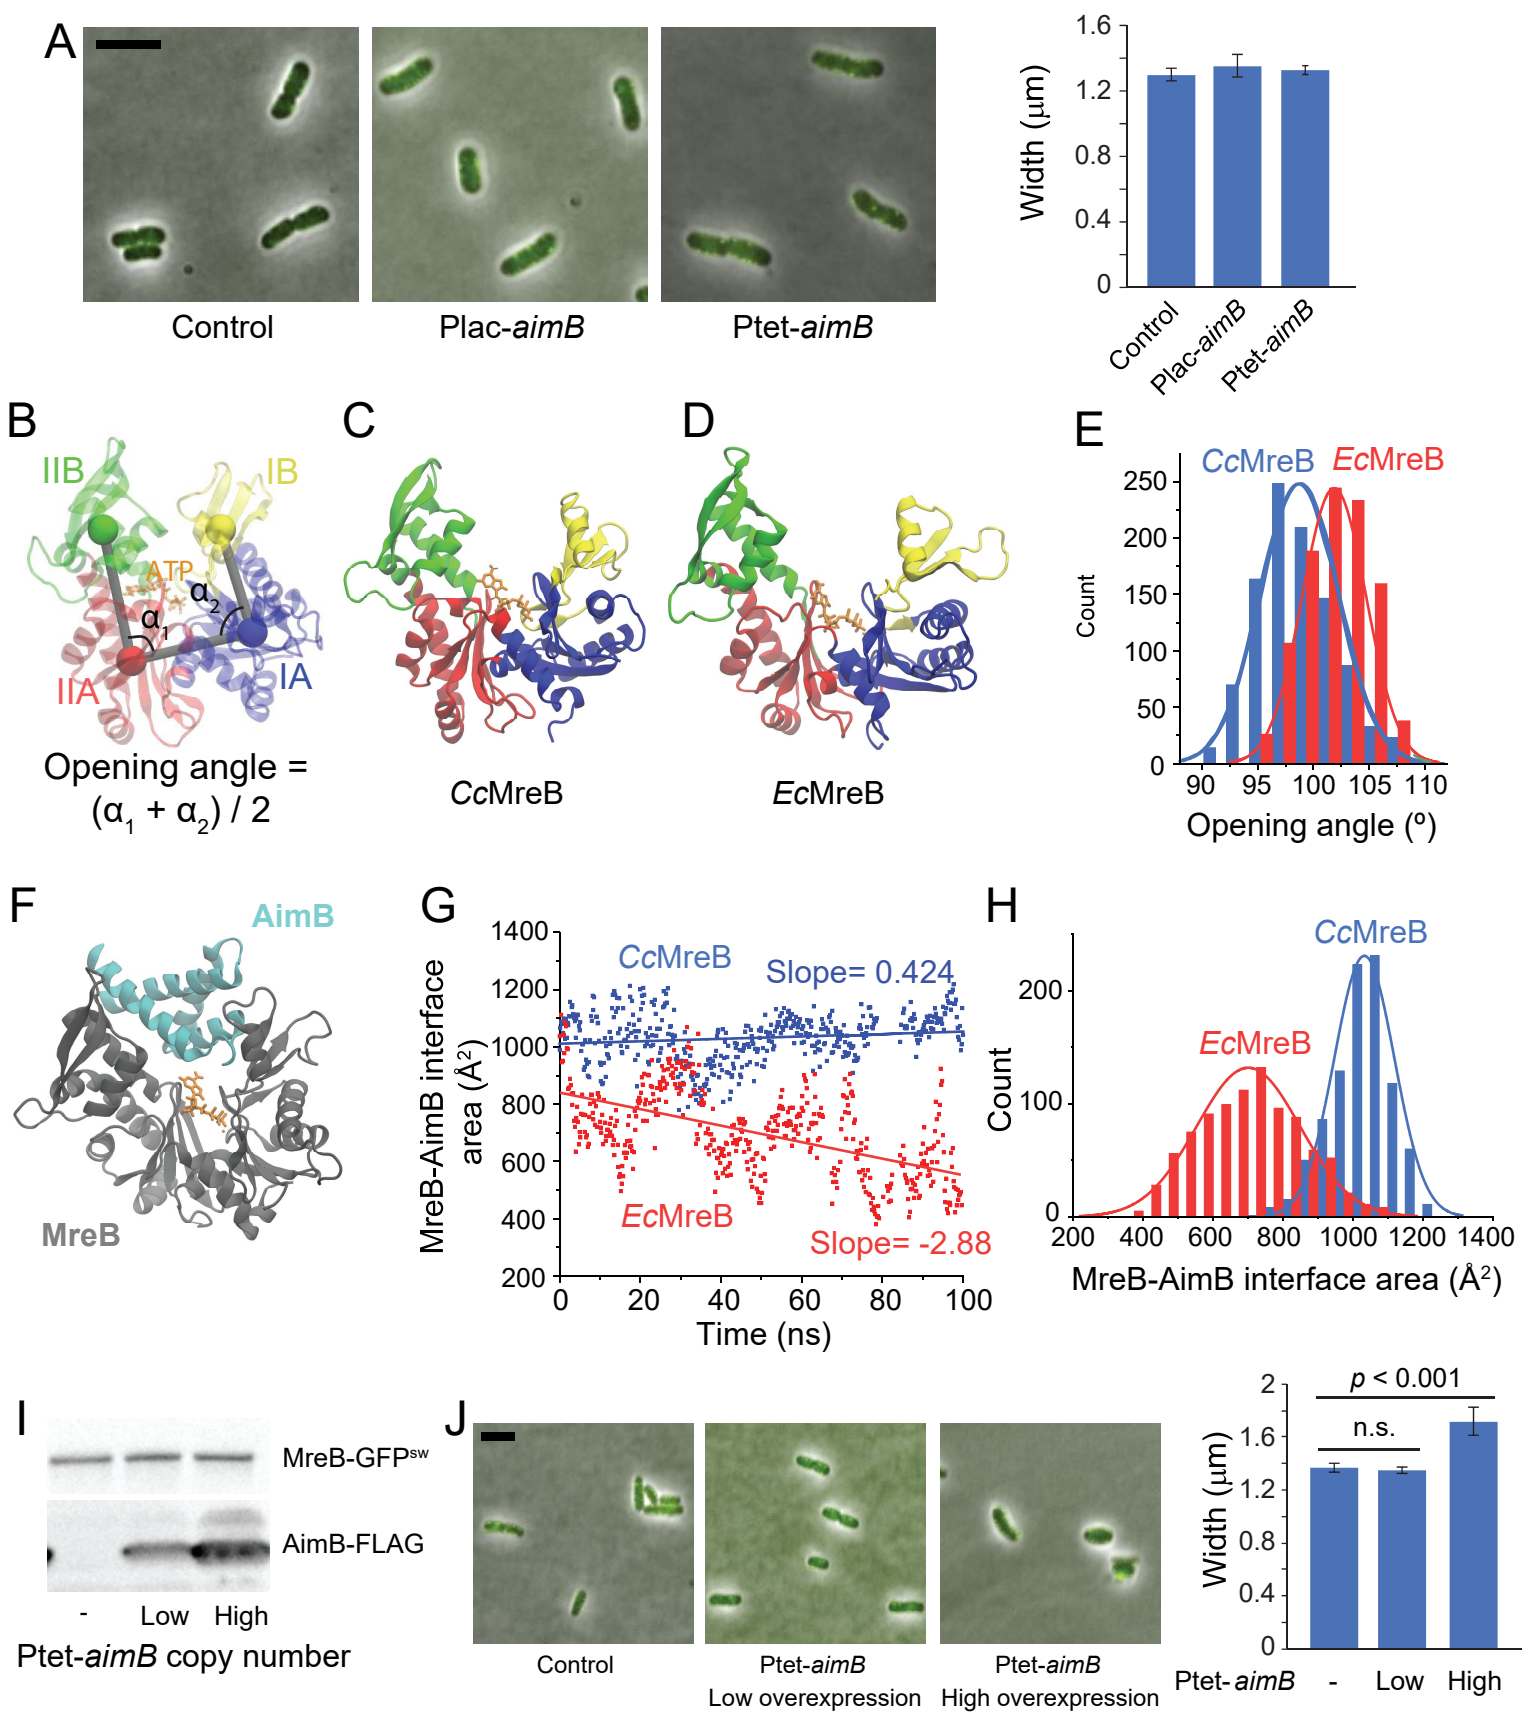 A
Control
Plac-aimB
Ptet-aimB
Width (μm)
1.6
1.2
0.8
0.4
0
Control
Plac-aimB
Ptet-aimB
B
IIB
IB
ATP
α1
α2
IIA
IA
Opening angle =
(α1 + α2) / 2
C
CcMreB
D
EcMreB
E
CcMreB
EcMreB
Count
250
200
150
100
50
0
90 95 100 105 110
Opening angle (º)
F
AimB
MreB
G
MreB-AimB interface
area (Å²)
1400
1200
1000
800
600
400
200
CcMreB
Slope= 0.424
EcMreB
Slope= -2.88
0 20 40 60 80 100
Time (ns)
H
CcMreB
EcMreB
Count
200
100
0
200 400 600 800 1000 1200 1400
MreB-AimB interface area (Å²)
I
MreB-GFPsw
AimB-FLAG
- Low High
Ptet-aimB copy number
J
Control
Ptet-aimB
Low overexpression
Ptet-aimB
High overexpression
Width (μm)
2
1.6
1.2
0.8
0.4
0
p < 0.001
n.s.
Ptet-aimB - Low High